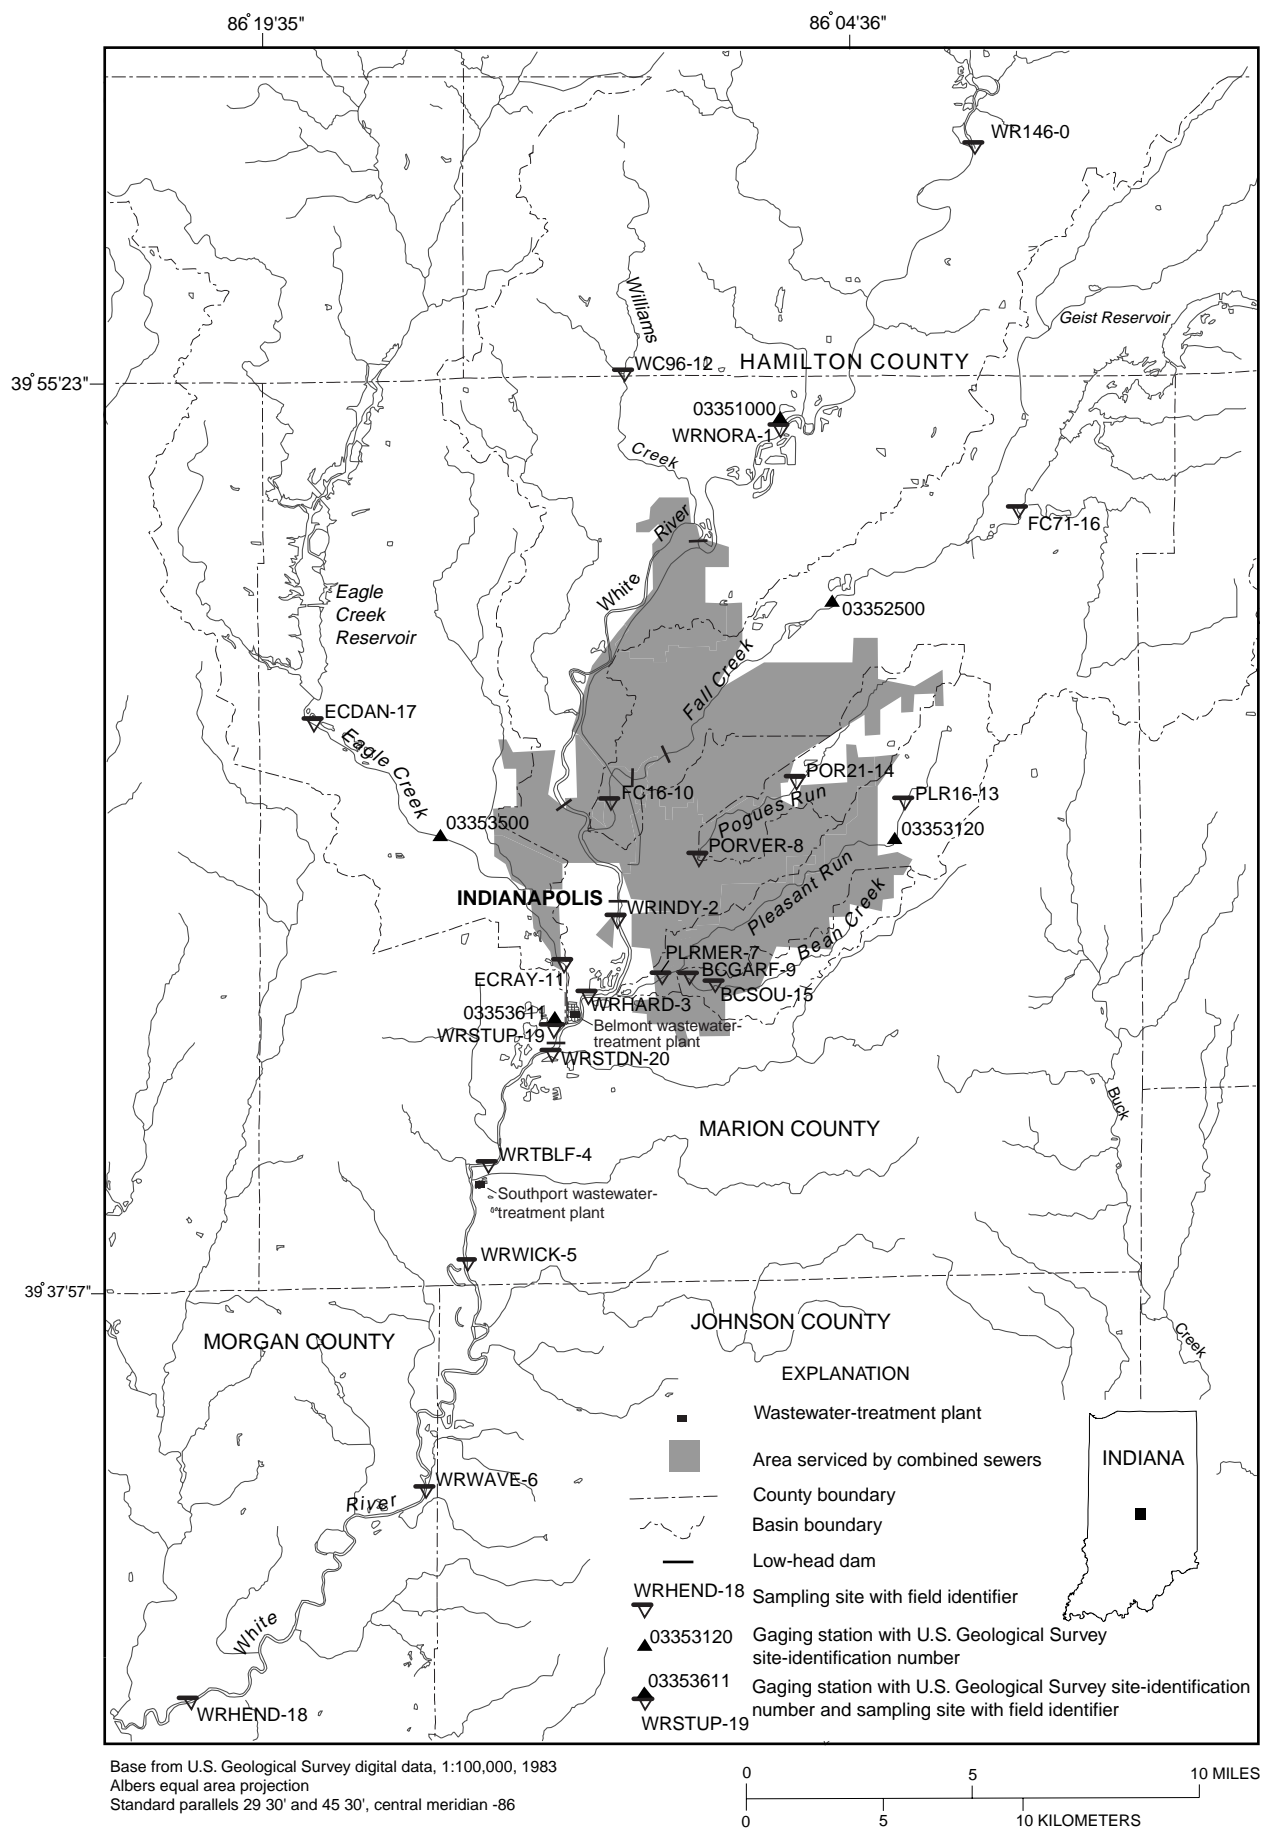 86°19'35"
86°04'36"
WR146-0
Williams
Geist Reservoir
WC96-12
HAMILTON COUNTY
39°55'23"
03351000
WRNORA-1
Creek
River
FC71-16
White
Eagle
Creek
Reservoir
03352500
Fall Creek
ECDAN-17
Eagle Creek
POR21-14
FC16-10
PLR16-13
Pogues Run
03353500
03353120
PORVER-8
Pleasant Run
INDIANAPOLIS
WRINDY-2
Bean Creek
PLRMER-7
BCGARF-9
ECRAY-11
BCSOU-15
WRHARD-3
03353611
Belmont wastewater-
treatment plant
WRSTUP-19
WRSTDN-20
Buck
MARION COUNTY
WRTBLF-4
Southport wastewater-
treatment plant
WRWICK-5
39°37'57"
JOHNSON COUNTY
MORGAN COUNTY
Creek
EXPLANATION
Wastewater-treatment plant
Area serviced by combined sewers
INDIANA
WRWAVE-6
River
County boundary
Basin boundary
Low-head dam
WRHEND-18
Sampling site with field identifier
White
03353120
Gaging station with U.S. Geological Survey
site-identification number
03353611
Gaging station with U.S. Geological Survey site-identification
number and sampling site with field identifier
WRSTUP-19
WRHEND-18
Base from U.S. Geological Survey digital data, 1:100,000, 1983
Albers equal area projection
Standard parallels 29 30' and 45 30', central meridian -86
0 5 10 MILES
0 5 10 KILOMETERS